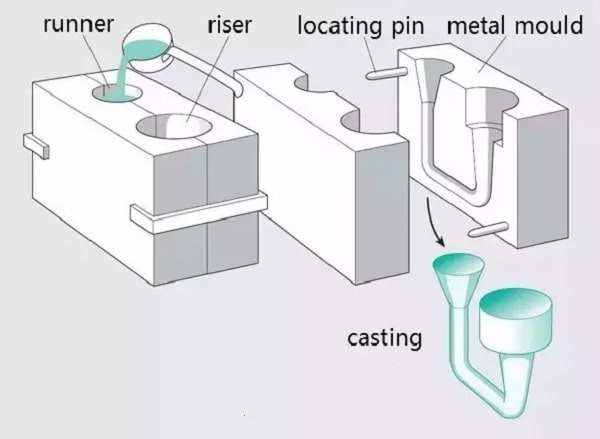 runner
riser
locating pin
metal mould
casting